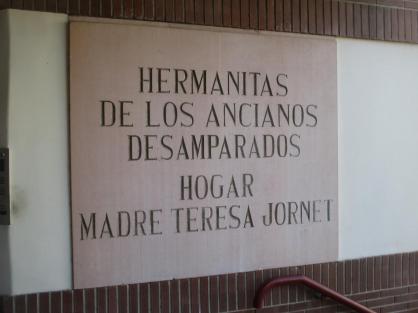 HERMANITAS
DE LOS ANCIANOS
DESAMPARADOS
HOGAR
MADRE TERESA JORNET